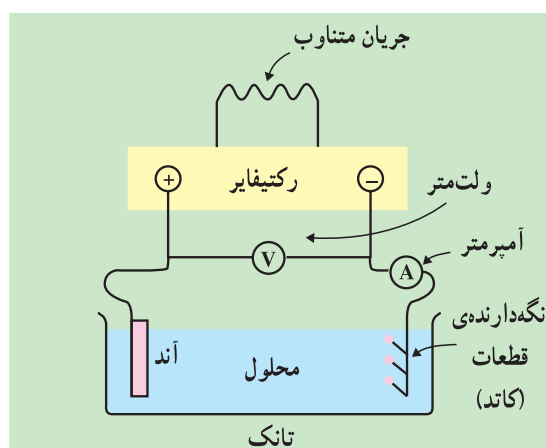 جریان متناوب
+
رکتیفایر
−
ولت‌متر
V
آمپرمتر
A
نگه‌دارنده‌ی
قطعات
(کاتد)
آند
محلول
تانک